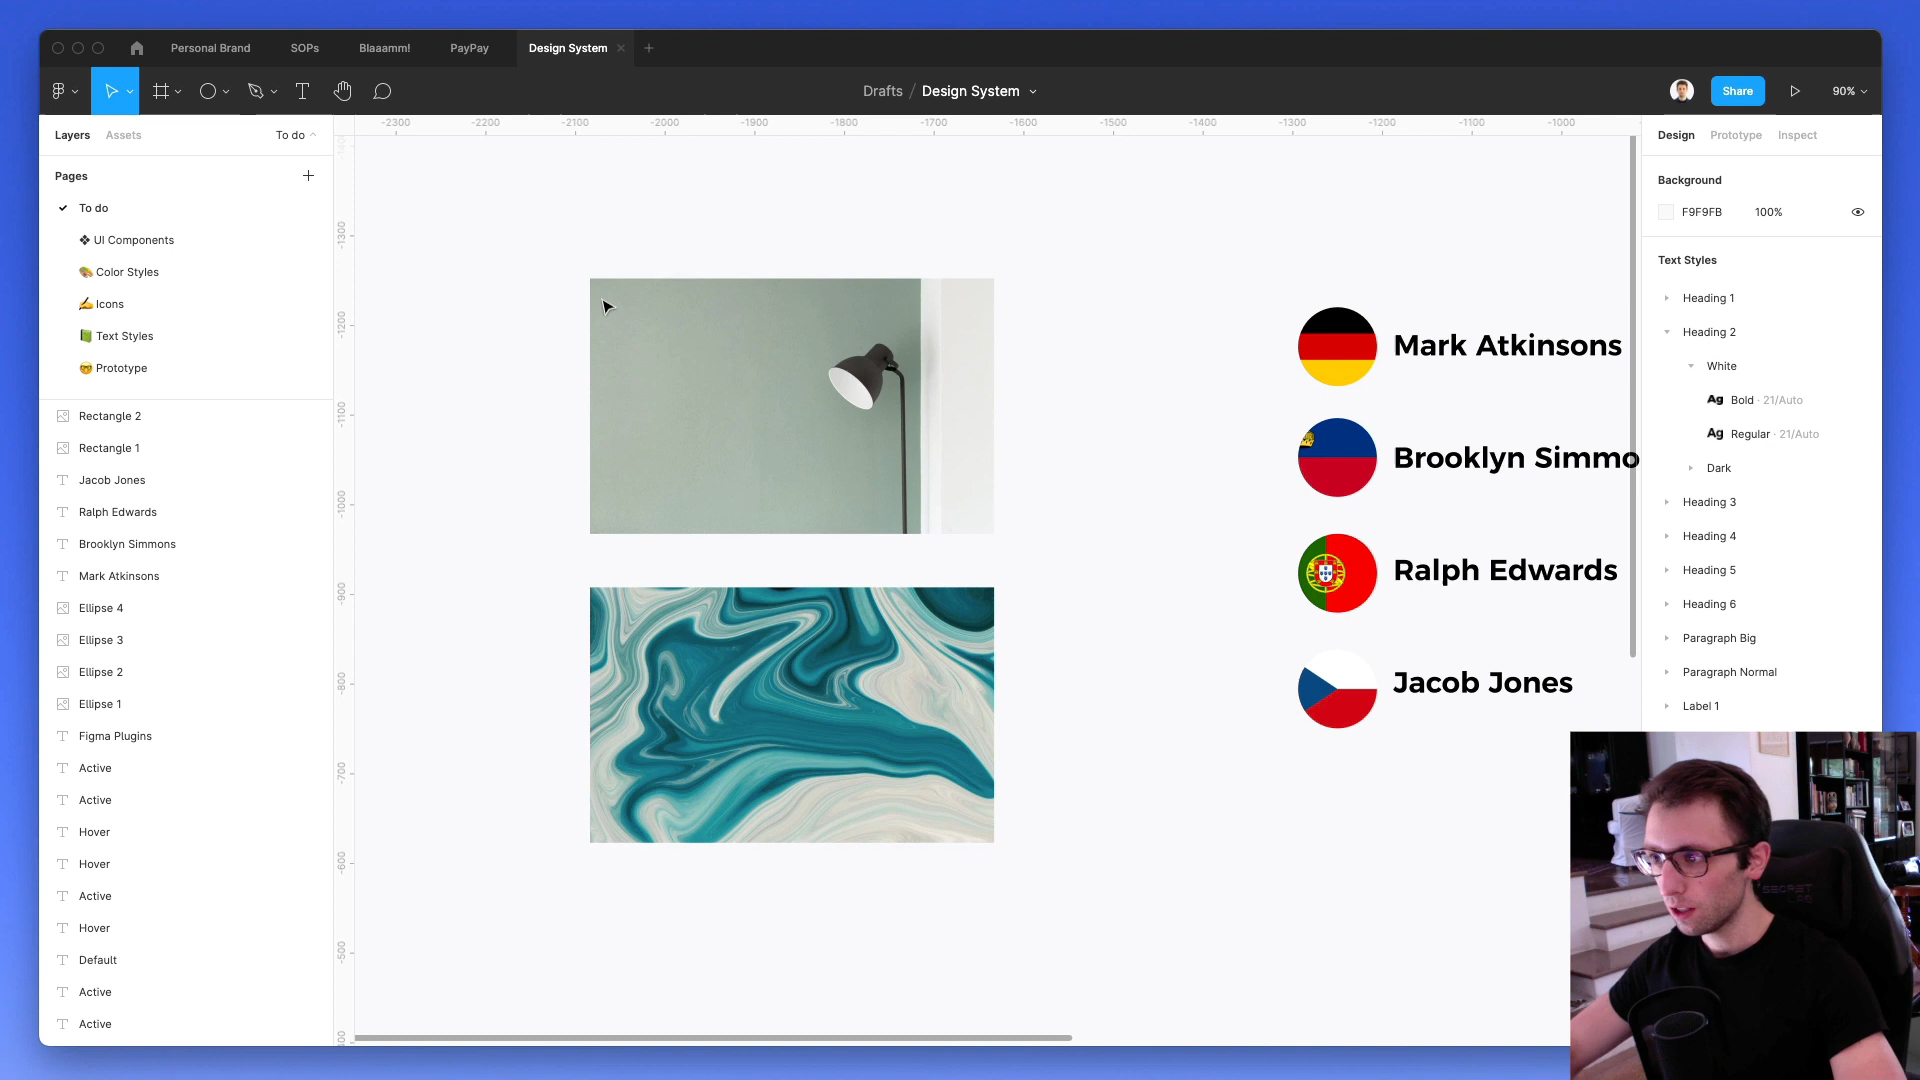 Personal Brand
SOPs
Blaaamm!
PayPay
Design System
Drafts / Design System
Share
90%
Layers
Assets
To do
-2300
-2200
-2100
-2000
-1900
-1800
-1700
-1600
-1500
-1400
-1300
-1200
-1100
-1000
Design
Prototype
Inspect
Pages
To do
UI Components
Color Styles
Icons
Text Styles
Prototype
Rectangle 2
Rectangle 1
Jacob Jones
Ralph Edwards
Brooklyn Simmons
Mark Atkinsons
Ellipse 4
Ellipse 3
Ellipse 2
Ellipse 1
Figma Plugins
Active
Active
Hover
Hover
Active
Hover
Default
Active
Active
-1300
-1200
-1100
-1000
-900
-800
-700
-600
-500
Mark Atkinsons
Brooklyn Simmo
Ralph Edwards
Jacob Jones
Background
F9F9FB 100%
Text Styles
Heading 1
Heading 2
White
Ag Bold · 21/Auto
Ag Regular · 21/Auto
Dark
Heading 3
Heading 4
Heading 5
Heading 6
Paragraph Big
Paragraph Normal
Label 1
SECRET